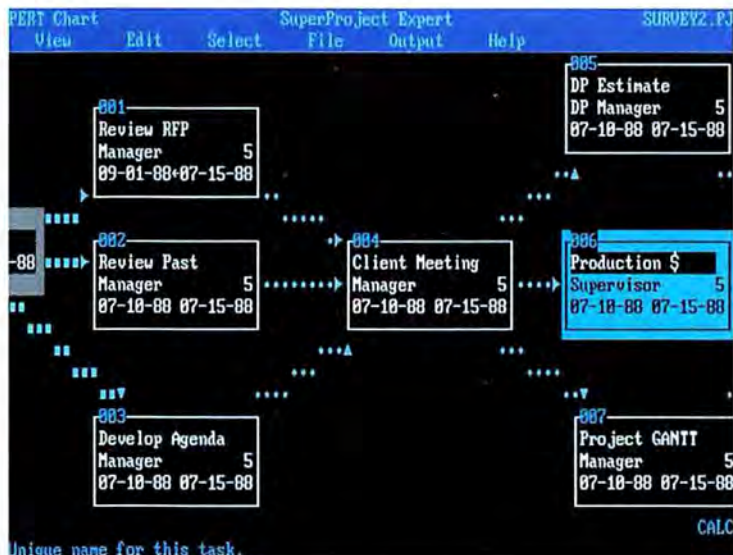 PERT Chart SuperProject Expert SURVEY2.PJ
View Edit Select File Output Help
001
Review RFP
Manager 5
09-01-88+07-15-88
002
Review Past
Manager 5
07-10-88 07-15-88
003
Develop Agenda
Manager 5
07-10-88 07-15-88
-88
004
Client Meeting
Manager 5
07-10-88 07-15-88
005
DP Estimate
DP Manager 5
07-10-88 07-15-88
006
Production $
Supervisor 5
07-10-88 07-15-88
007
Project GANTT
Manager 5
07-10-88 07-15-88
CALC
Unique name for this task.